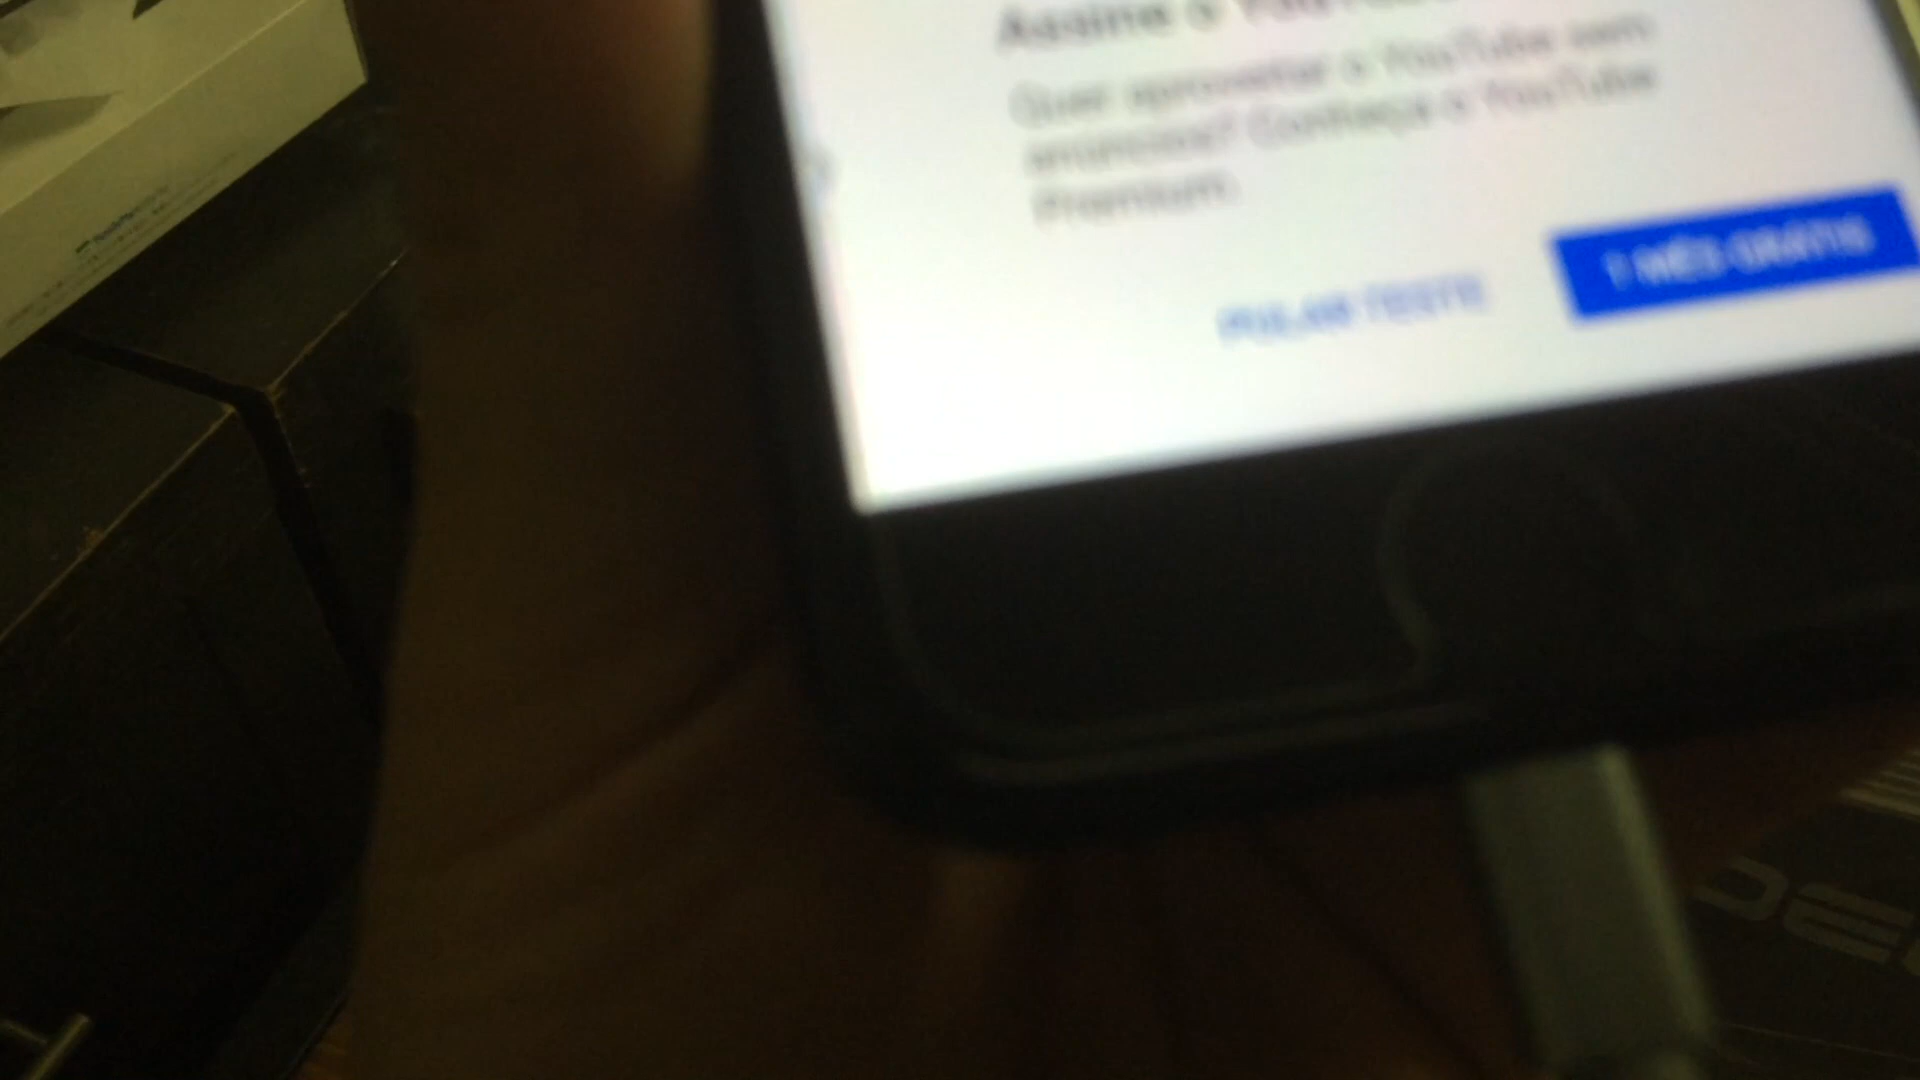 Assine o YouTube
Quer aproveitar o YouTube sem
anúncios? Conheça o YouTube
Premium.
PULAR TESTE
1 MÊS GRÁTIS